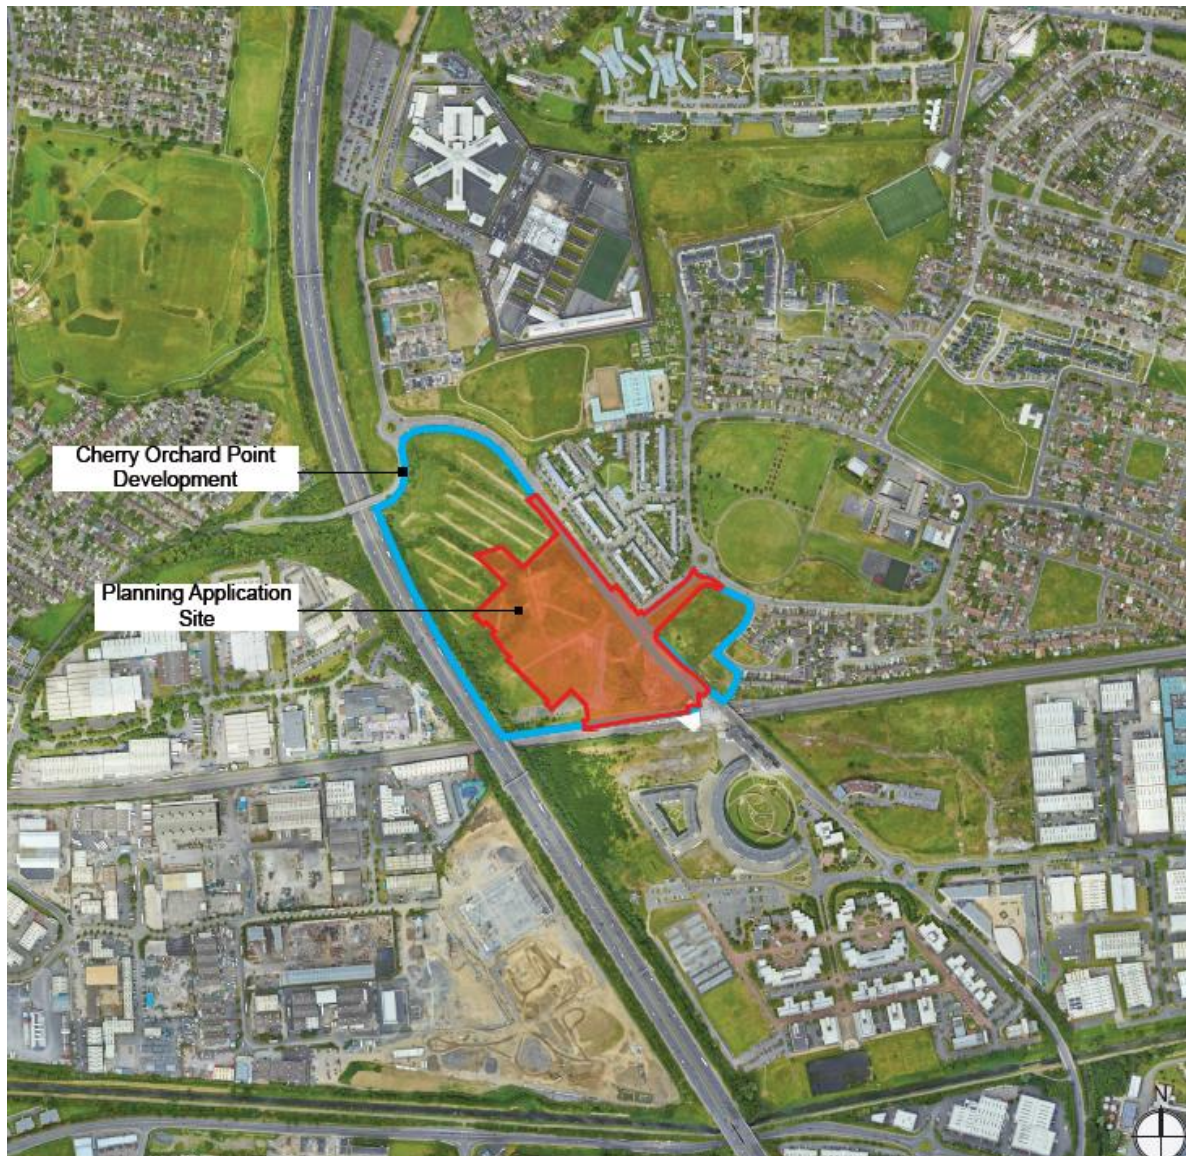 Cherry Orchard Point
Development
Planning Application
Site
N